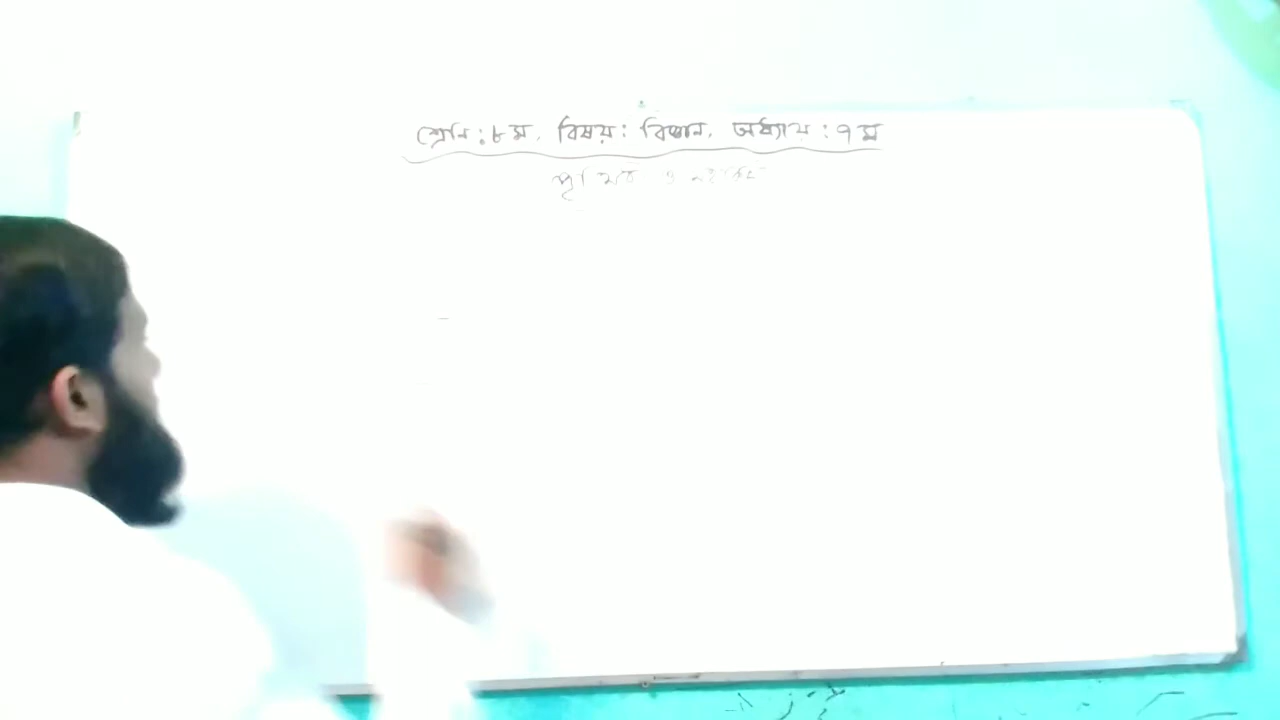 শ্রেনি : ৮ম, বিষয় : বিজ্ঞান, অধ্যায় : ৭ম
ও